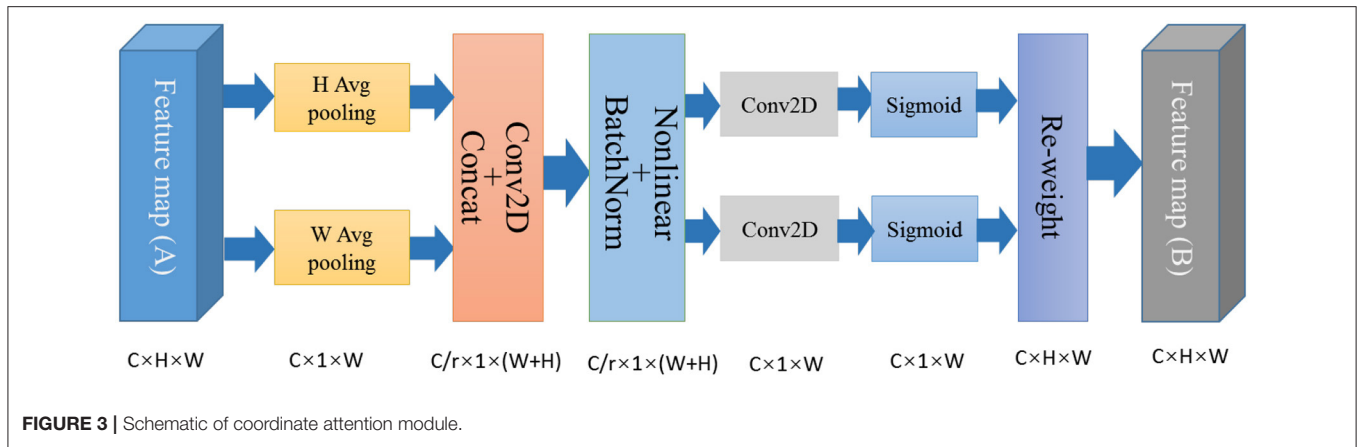 Feature map (A)
H Avg
pooling
W Avg
pooling
Conv2D
+
Concat
Nonlinear
+
BatchNorm
Conv2D
Sigmoid
Conv2D
Sigmoid
Re-weight
Feature map (B)
C×H×W
C×1×W
C/r×1×(W+H)
C/r×1×(W+H)
C×1×W
C×1×W
C×H×W
C×H×W
FIGURE 3 | Schematic of coordinate attention module.